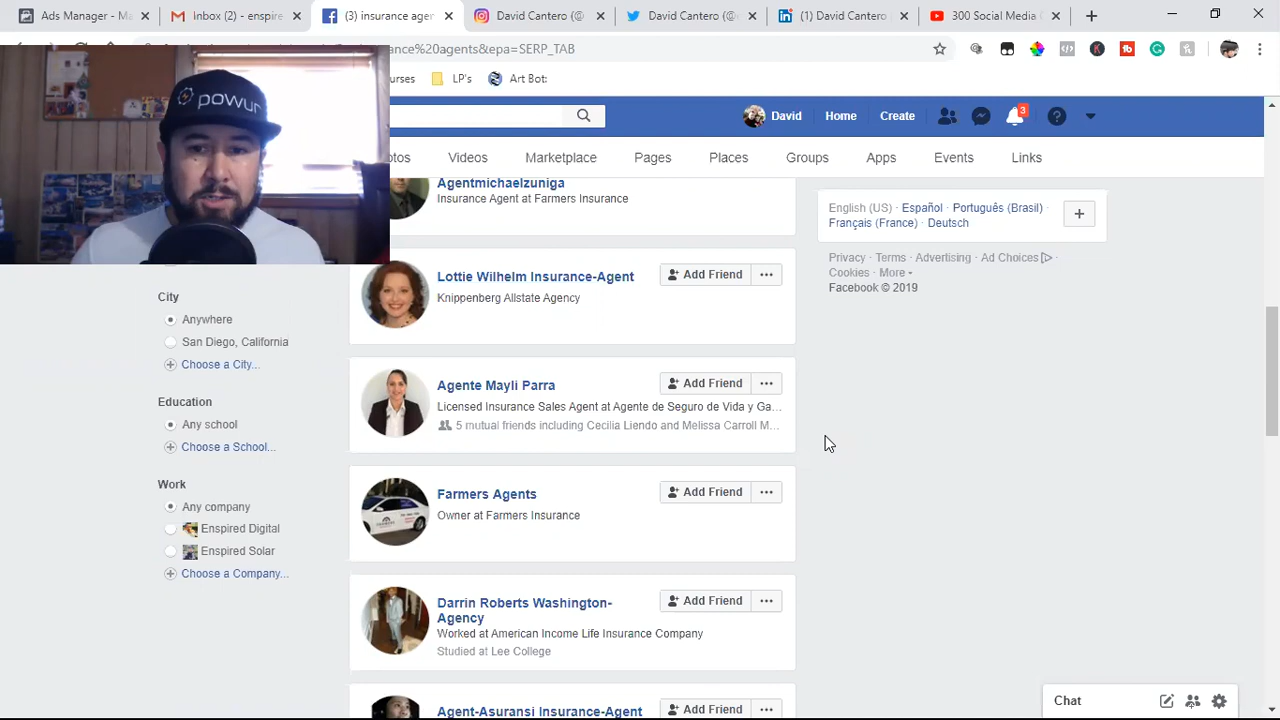 Ads Manager - Ma
Inbox (2) - enspire
(3) insurance agen
David Cantero (@
David Cantero (@
(1) David Cantero
300 Social Media
ance%20agents&epa=SERP_TAB
urses
LP's
Art Bot:
powur
David
Home
Create
3
otos
Videos
Marketplace
Pages
Places
Groups
Apps
Events
Links
Agentmichaelzuniga
Insurance Agent at Farmers Insurance
English (US) · Español · Português (Brasil) ·
Français (France) · Deutsch
Privacy · Terms · Advertising · Ad Choices ·
Cookies · More
Facebook © 2019
City
Anywhere
San Diego, California
Choose a City...
Education
Any school
Choose a School...
Work
Any company
Enspired Digital
Enspired Solar
Choose a Company...
Lottie Wilhelm Insurance-Agent
Add Friend
Knippenberg Allstate Agency
Agente Mayli Parra
Add Friend
Licensed Insurance Sales Agent at Agente de Seguro de Vida y Ga...
5 mutual friends including Cecilia Liendo and Melissa Carroll M...
Farmers Agents
Add Friend
Owner at Farmers Insurance
Darrin Roberts Washington-
Agency
Add Friend
Worked at American Income Life Insurance Company
Studied at Lee College
Agent-Asuransi Insurance-Agent
Add Friend
Chat